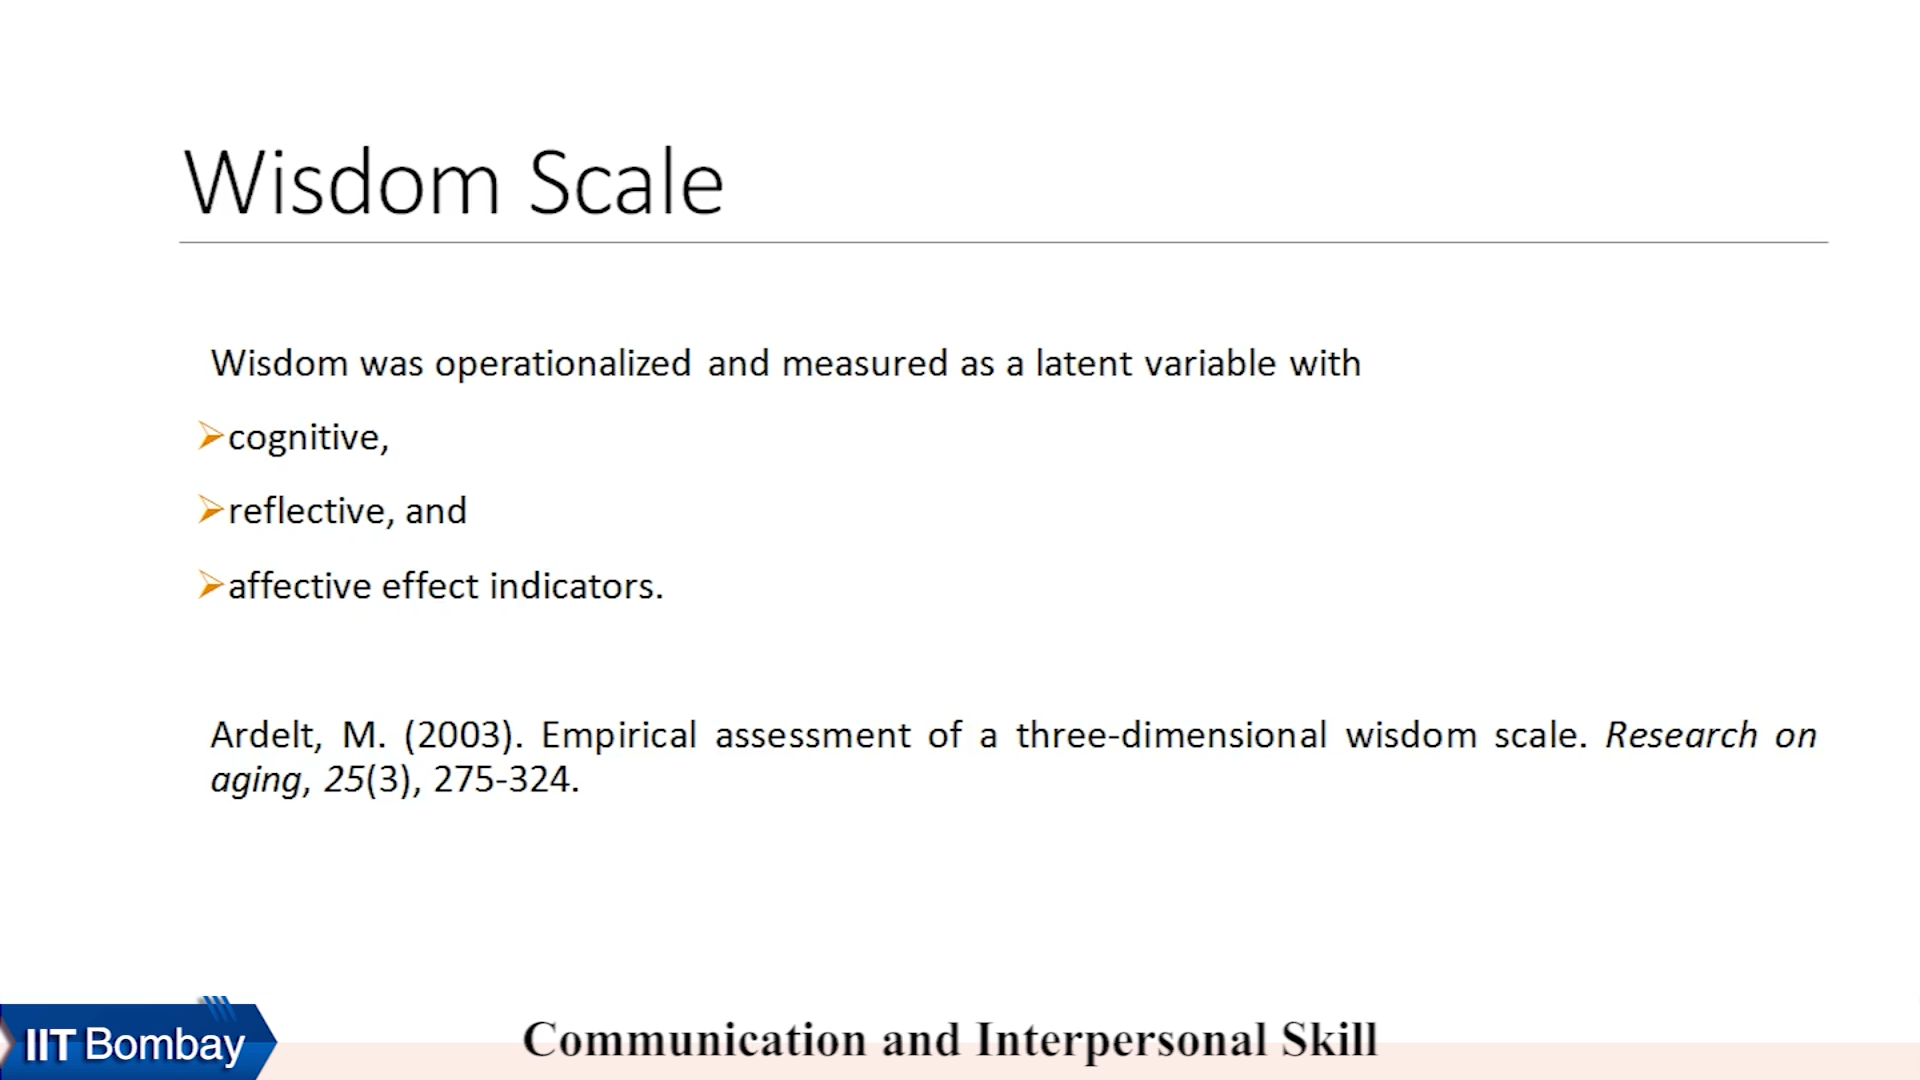 Wisdom Scale
Wisdom was operationalized and measured as a latent variable with
cognitive,
reflective, and
affective effect indicators.
Ardelt, M. (2003). Empirical assessment of a three-dimensional wisdom scale. Research on
aging, 25(3), 275-324.
IIT Bombay
Communication and Interpersonal Skill